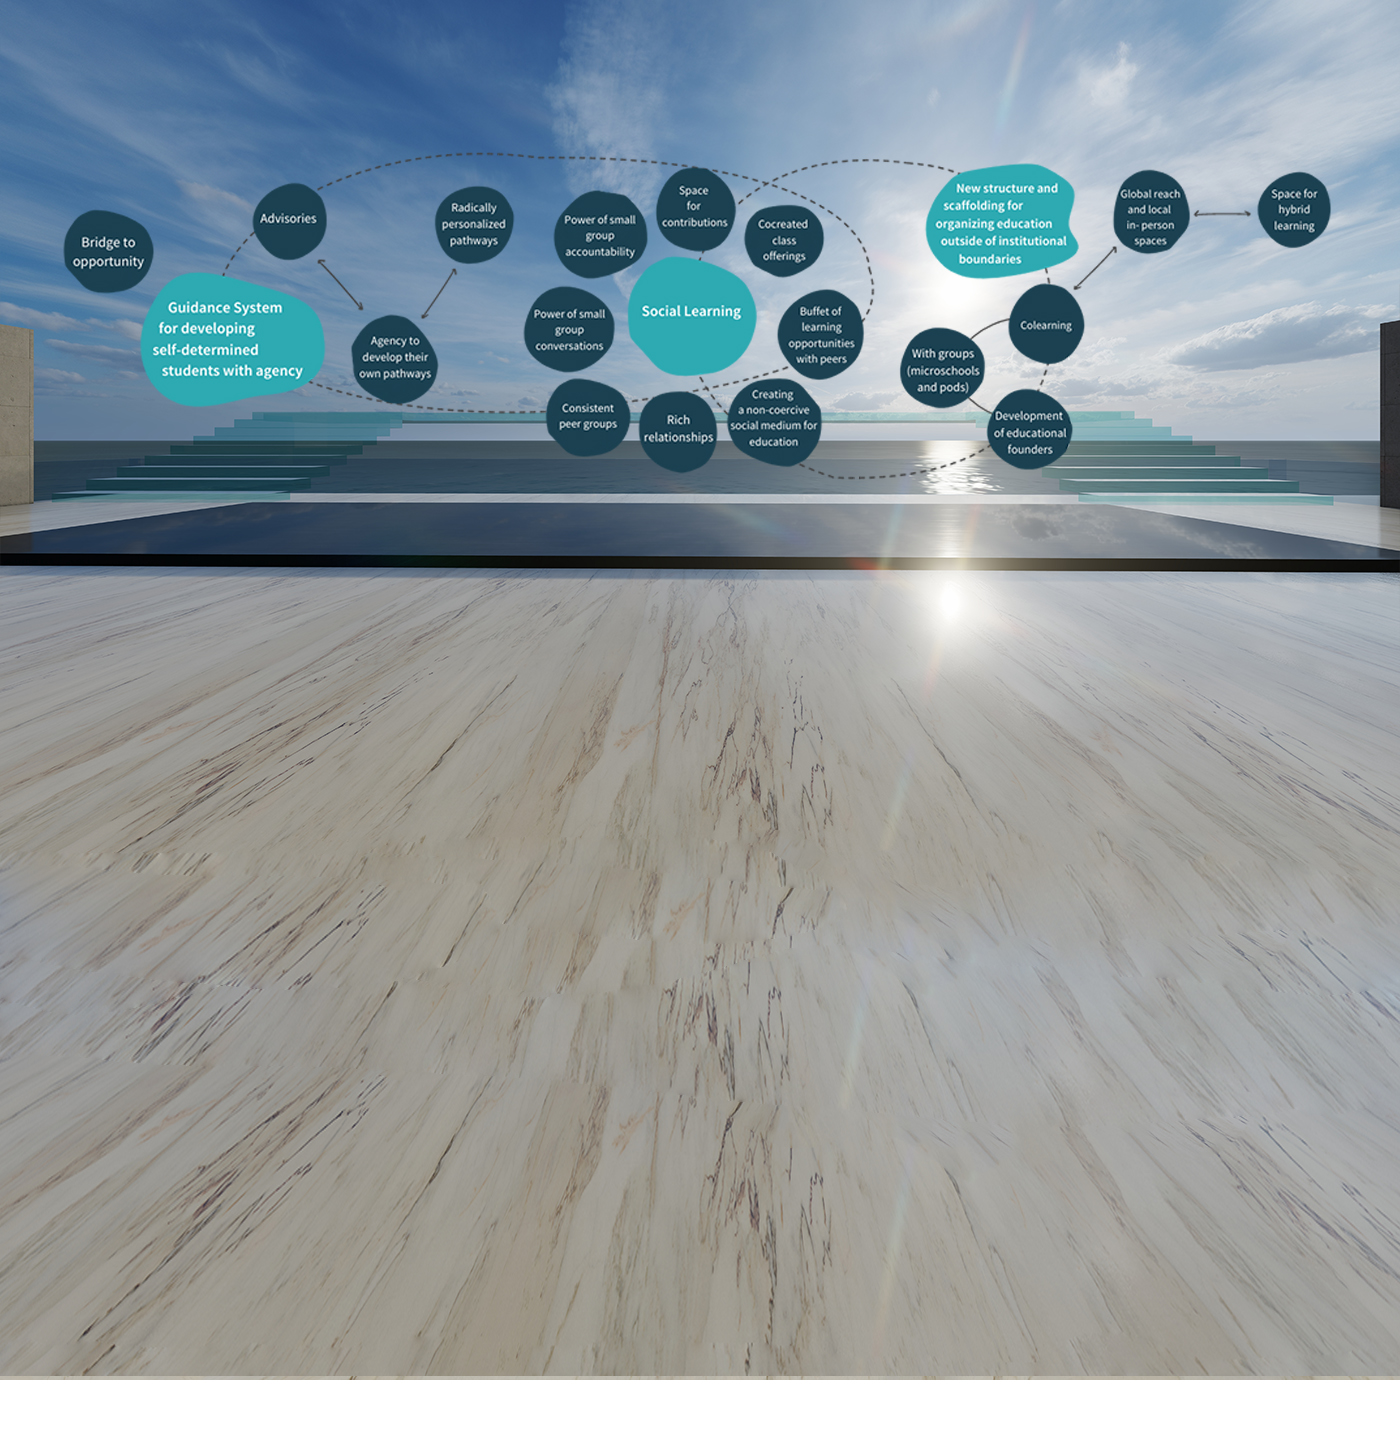 Bridge to
opportunity
Guidance System
for developing
self-determined
students with agency
Advisories
Agency to
develop their
own pathways
Radically
personalized
pathways
Power of small
group
accountability
Space
for
contributions
Cocreated
class
offerings
Social Learning
Power of small
group
conversations
Buffet of
learning
opportunities
with peers
Consistent
peer groups
Rich
relationships
Creating
a non-coercive
social medium for
education
New structure and
scaffolding for
organizing education
outside of institutional
boundaries
Colearning
With groups
(microschools
and pods)
Development
of educational
founders
Global reach
and local
in- person
spaces
Space for
hybrid
learning